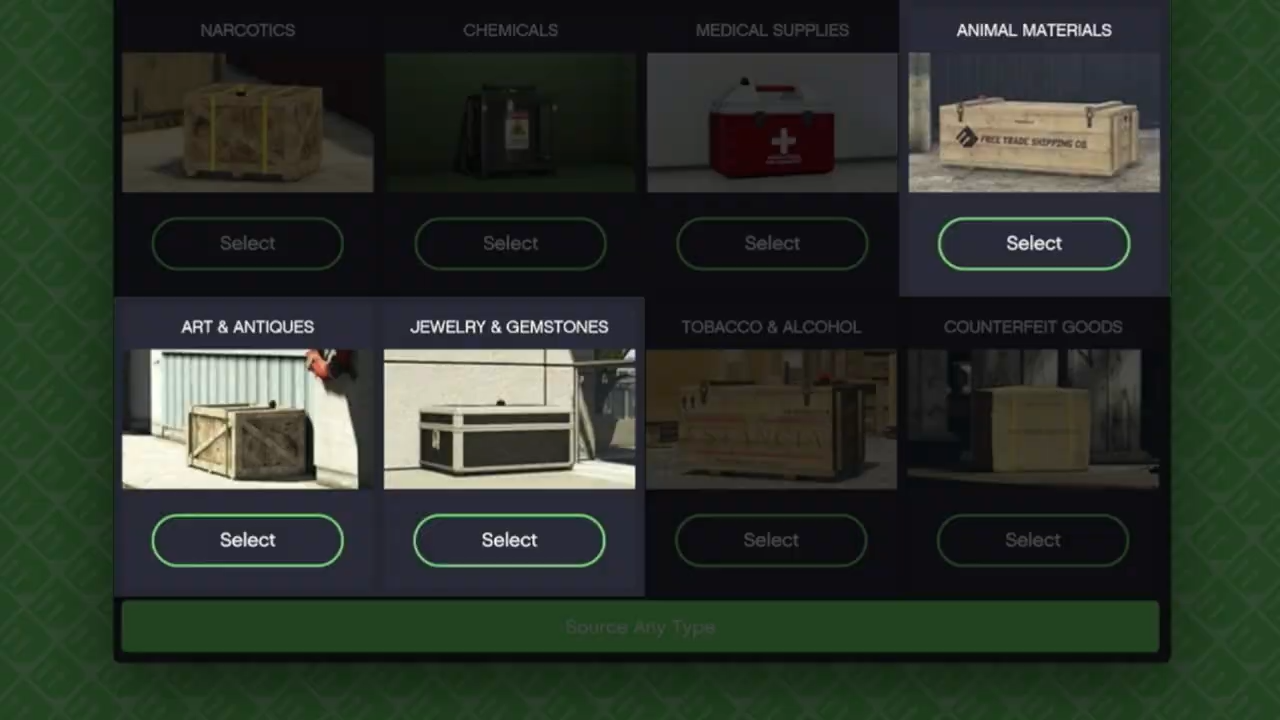 NARCOTICS
CHEMICALS
MEDICAL SUPPLIES
ANIMAL MATERIALS
FREE TRADE SHIPPING CO.
Select
Select
Select
Select
ART & ANTIQUES
JEWELRY & GEMSTONES
TOBACCO & ALCOHOL
COUNTERFEIT GOODS
Select
Select
Select
Select
Source Any Type